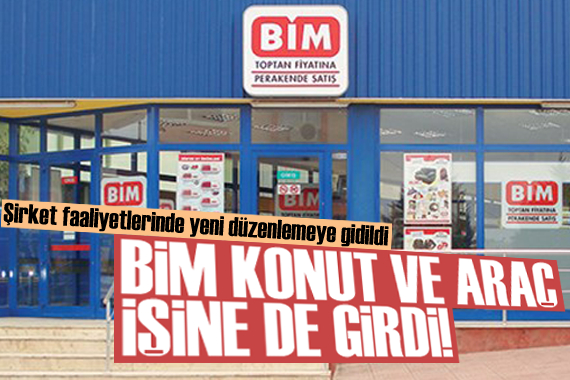 BİM
TOPTAN FİYATINA
PERAKENDE SATIŞ
BİM
BİM
BİM
TOPTAN FİYATINA
PERAKENDE SATIŞ
Şirket faaliyetlerinde yeni düzenlemeye gidildi
BİM KONUT VE ARAÇ
İŞİNE DE GİRDİ!